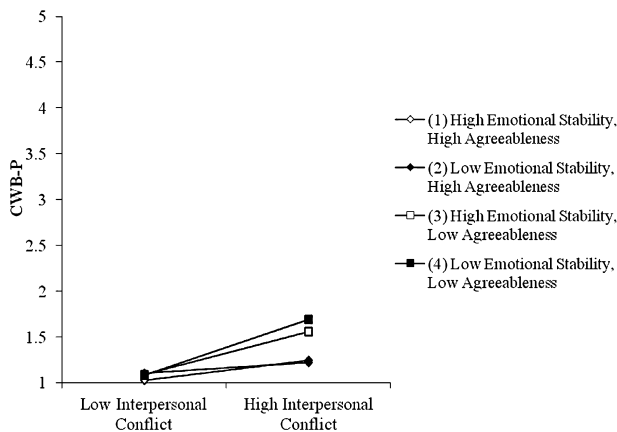 5
4.5
4
3.5
3
2.5
2
1.5
1
CWB-P
Low Interpersonal
Conflict
High Interpersonal
Conflict
(1) High Emotional Stability,
High Agreeableness
(2) Low Emotional Stability,
High Agreeableness
(3) High Emotional Stability,
Low Agreeableness
(4) Low Emotional Stability,
Low Agreeableness